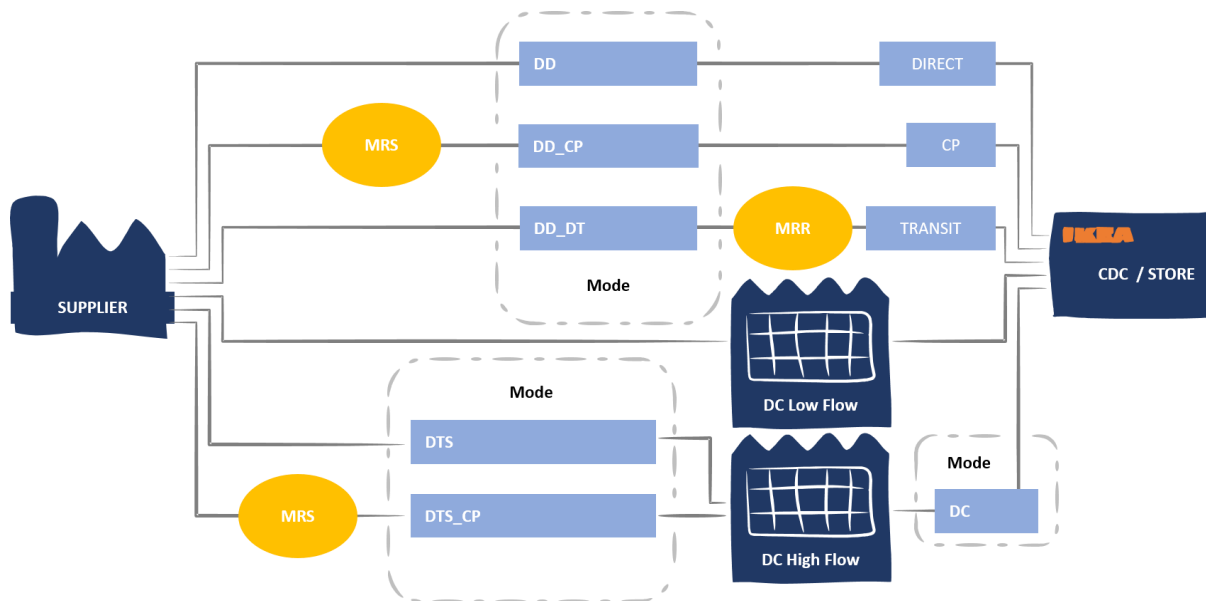 DD
DIRECT
MRS
DD_CP
CP
DD_DT
MRR
TRANSIT
IKEA
CDC / STORE
Mode
SUPPLIER
Mode
DC Low Flow
DTS
Mode
MRS
DTS_CP
DC
DC High Flow